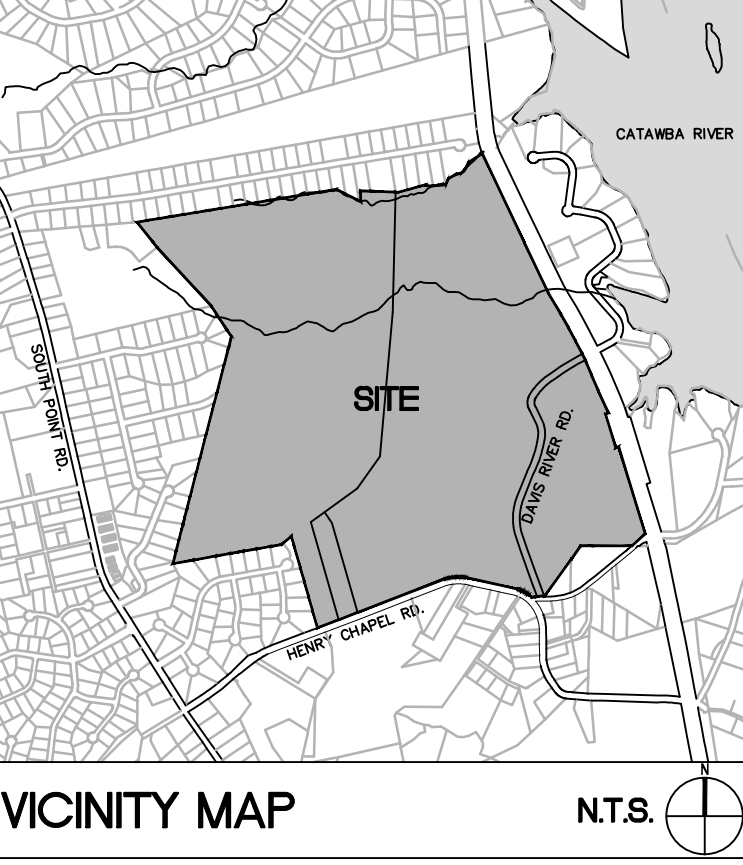 CATAWBA RIVER
SOUTH POINT RD.
SITE
DAVIS RIVER RD.
HENRY CHAPEL RD.
VICINITY MAP
N.T.S.
N